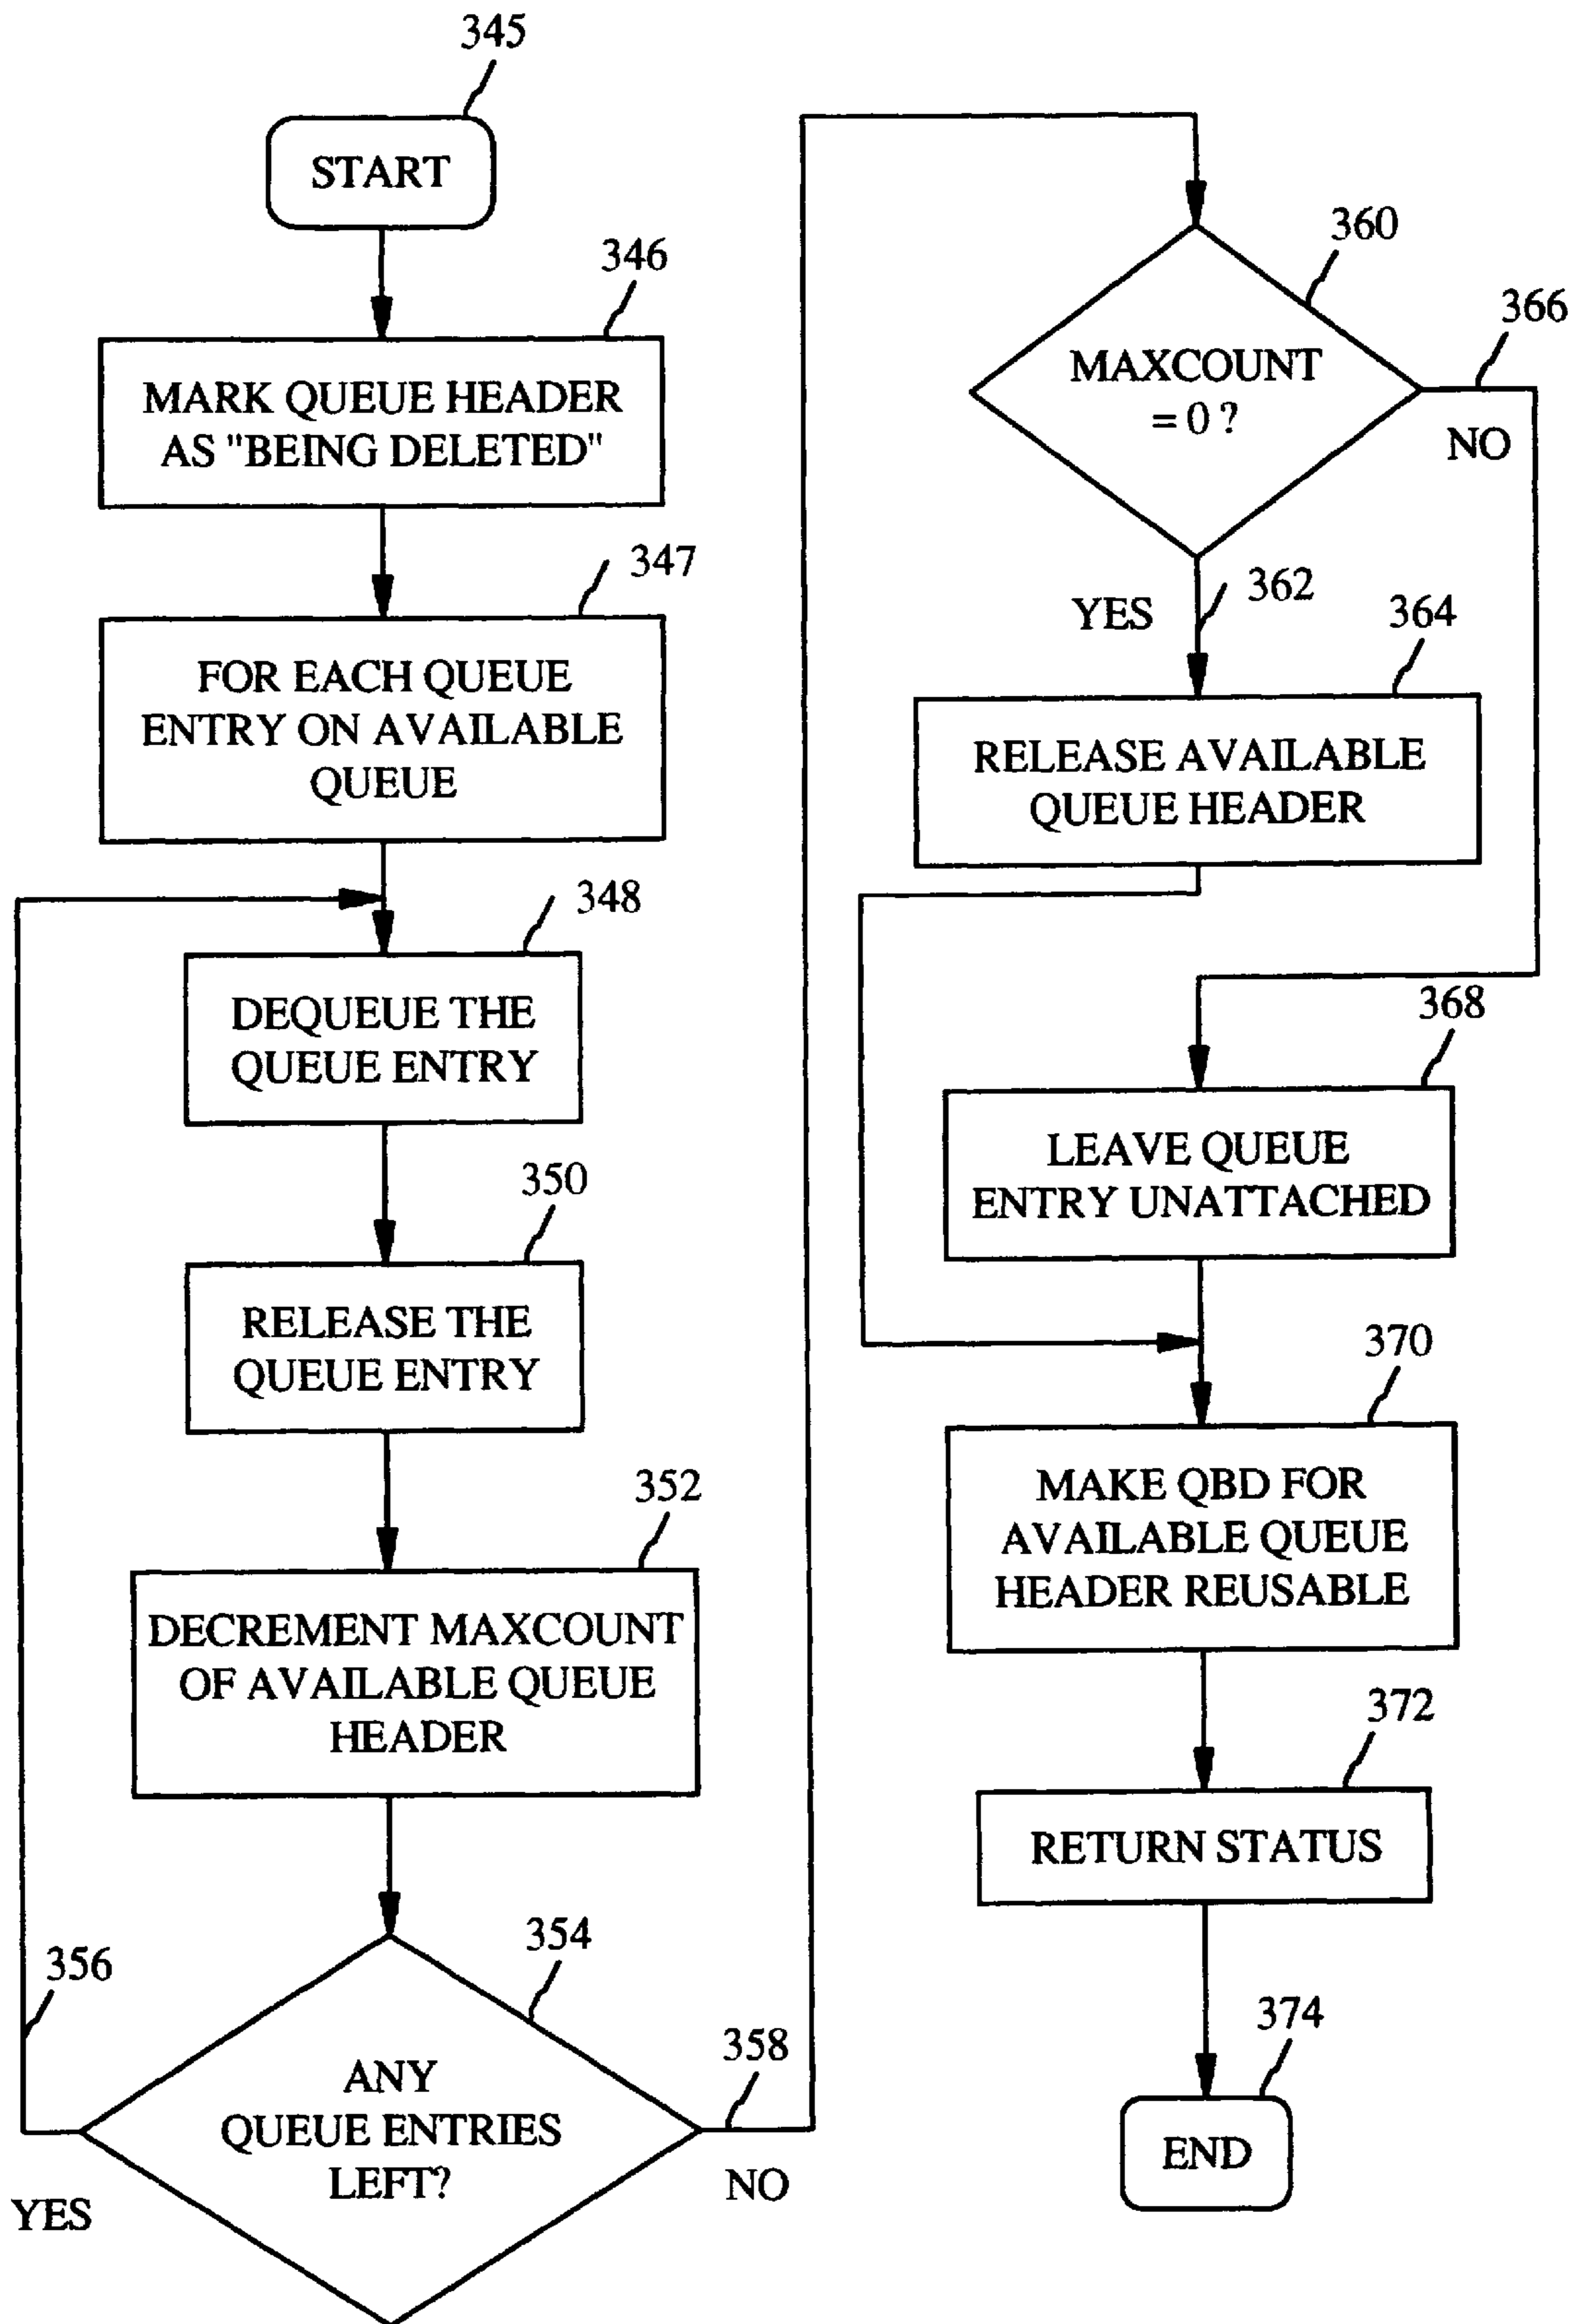 345
START
346
MARK QUEUE HEADER
AS "BEING DELETED"
347
FOR EACH QUEUE
ENTRY ON AVAILABLE
QUEUE
348
DEQUEUE THE
QUEUE ENTRY
350
RELEASE THE
QUEUE ENTRY
352
DECREMENT MAXCOUNT
OF AVAILABLE QUEUE
HEADER
354
356
ANY
QUEUE ENTRIES
LEFT?
YES
358
NO
360
MAXCOUNT
= 0 ?
366
NO
362
YES
364
RELEASE AVAILABLE
QUEUE HEADER
368
LEAVE QUEUE
ENTRY UNATTACHED
370
MAKE QBD FOR
AVAILABLE QUEUE
HEADER REUSABLE
372
RETURN STATUS
374
END